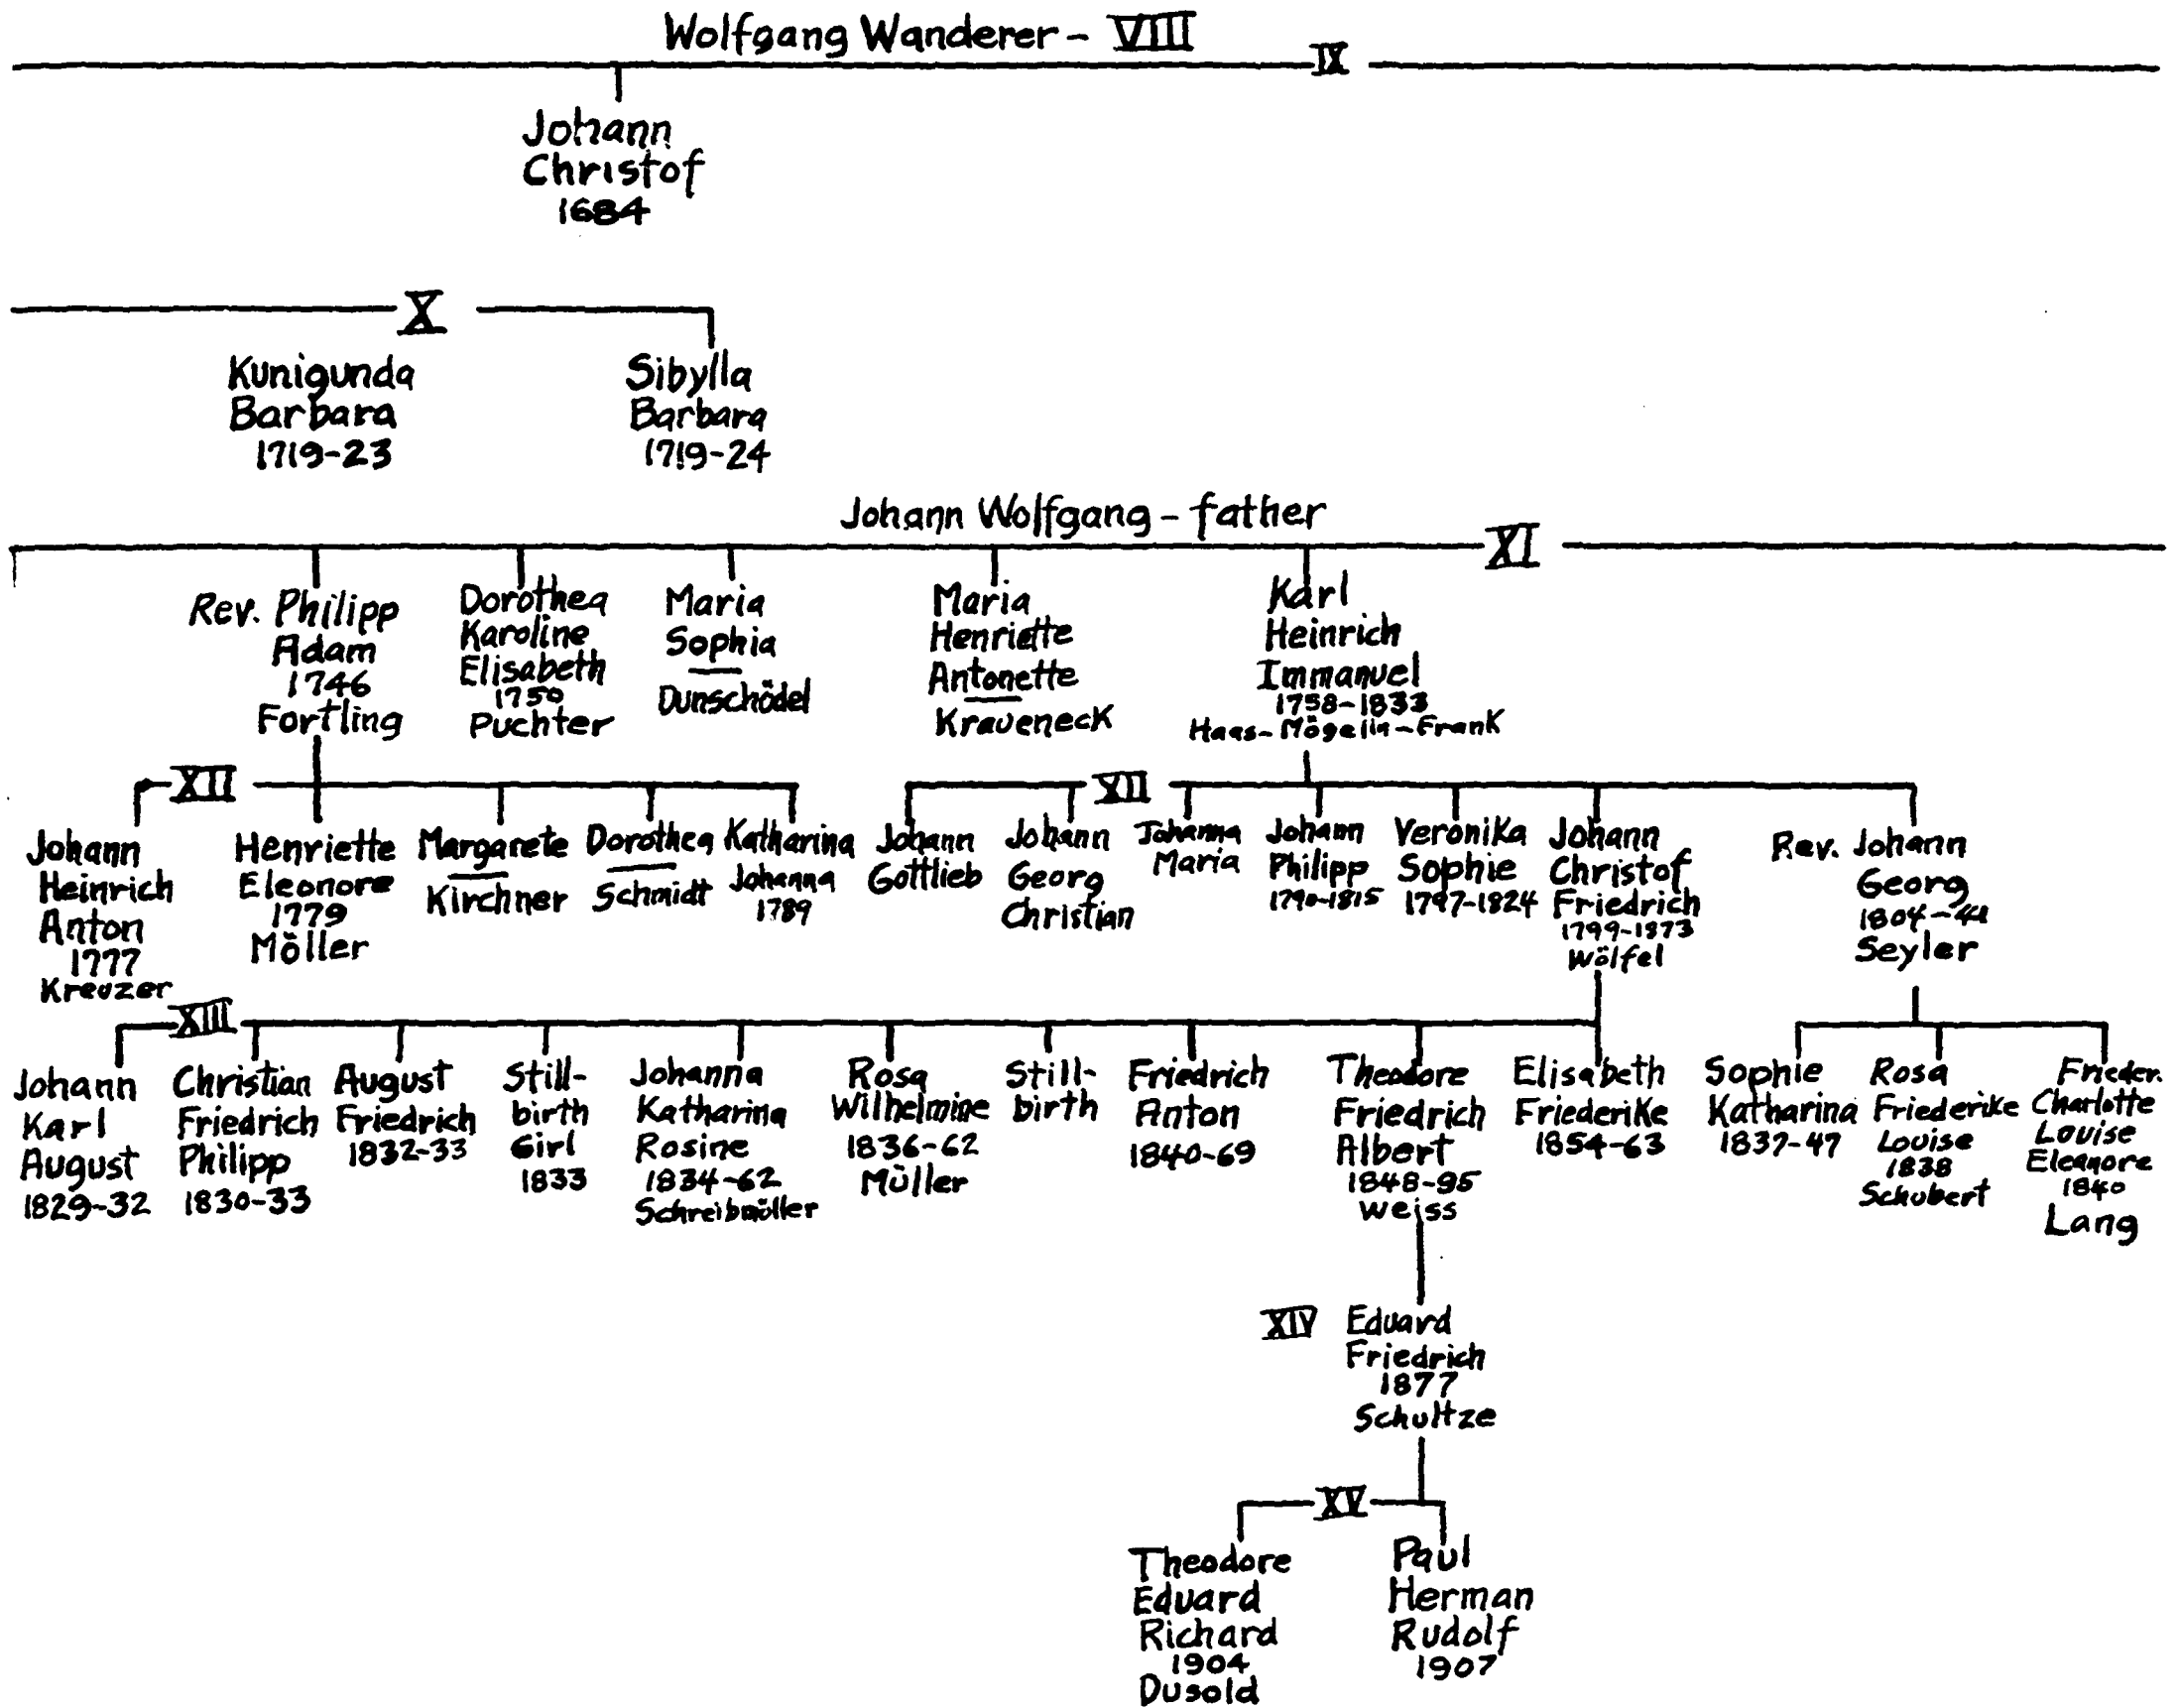 Wolfgang Wanderer - VIII
IX
Johann
Christof
1684
X
Kunigunda
Barbara
1719-23
Sibylla
Barbara
1719-24
Johann Wolfgang - father
XI
Rev. Philipp
Adam
1746
Fortling
Dorothea
Karoline
Elisabeth
1750
Puchter
Maria
Sophia
Dunschödel
Maria
Henriette
Antonette
Kraueneck
Karl
Heinrich
Immanuel
1758-1833
Haas- Mögelin - Frank
XII
Johann
Heinrich
Anton
1777
Kreuzer
Henriette
Eleonore
1779
Möller
Margarete
Kirchner
Dorothea
Schmidt
Katharina
Johanna
1789
XII
Johann
Gottlieb
Johann
Georg
Christian
Johanna
Maria
Johann
Philipp
1790-1815
Veronika
Sophie
1797-1824
Johann
Christof
Friedrich
1799-1873
Wölfel
Rev. Johann
Georg
1804-41
Seyler
XIII
Johann
Karl
August
1829-32
Christian
Friedrich
Philipp
1830-33
August
Friedrich
1832-33
Still-
birth
Girl
1833
Johanna
Katharina
Rosine
1834-62
Schreibmüller
Rosa
Wilhelmine
1836-62
Müller
Still-
birth
Friedrich
Anton
1840-69
Theodore
Friedrich
Albert
1848-95
Weiss
Elisabeth
Friederike
1854-63
Sophie
Katharina
1837-47
Rosa
Friederike
Louise
1838
Schubert
Frieder.
Charlotte
Louise
Eleanore
1840
Lang
XIV
Eduard
Friedrich
1877
Schultze
XV
Theodore
Eduard
Richard
1904
Dusold
Paul
Herman
Rudolf
1907